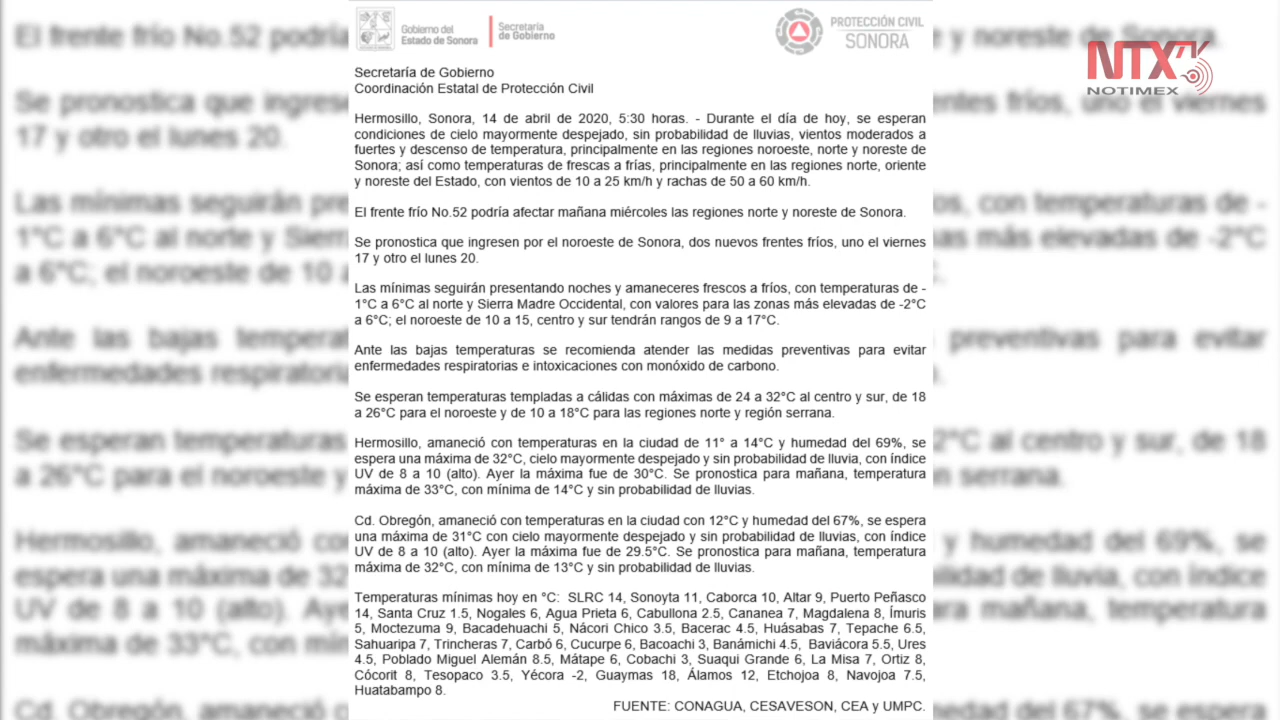 Gobierno del
Estado de Sonora
Secretaría
de Gobierno
PROTECCIÓN CIVIL
SONORA
NTX TV
NOTIMEX
Secretaría de Gobierno
Coordinación Estatal de Protección Civil
Hermosillo, Sonora, 14 de abril de 2020, 5:30 horas. - Durante el día de hoy, se esperan
condiciones de cielo mayormente despejado, sin probabilidad de lluvias, vientos moderados a
fuertes y descenso de temperatura, principalmente en las regiones noroeste, norte y noreste de
Sonora; así como temperaturas de frescas a frías, principalmente en las regiones norte, oriente
y noreste del Estado, con vientos de 10 a 25 km/h y rachas de 50 a 60 km/h.
El frente frío No.52 podría afectar mañana miércoles las regiones norte y noreste de Sonora.
Se pronostica que ingresen por el noroeste de Sonora, dos nuevos frentes fríos, uno el viernes
17 y otro el lunes 20.
Las mínimas seguirán presentando noches y amaneceres frescos a fríos, con temperaturas de -
1°C a 6°C al norte y Sierra Madre Occidental, con valores para las zonas más elevadas de -2°C
a 6°C; el noroeste de 10 a 15, centro y sur tendrán rangos de 9 a 17°C.
Ante las bajas temperaturas se recomienda atender las medidas preventivas para evitar
enfermedades respiratorias e intoxicaciones con monóxido de carbono.
Se esperan temperaturas templadas a cálidas con máximas de 24 a 32°C al centro y sur, de 18
a 26°C para el noroeste y de 10 a 18°C para las regiones norte y región serrana.
Hermosillo, amaneció con temperaturas en la ciudad de 11° a 14°C y humedad del 69%, se
espera una máxima de 32°C, cielo mayormente despejado y sin probabilidad de lluvia, con índice
UV de 8 a 10 (alto). Ayer la máxima fue de 30°C. Se pronostica para mañana, temperatura
máxima de 33°C, con mínima de 14°C y sin probabilidad de lluvias.
Cd. Obregón, amaneció con temperaturas en la ciudad con 12°C y humedad del 67%, se espera
una máxima de 31°C con cielo mayormente despejado y sin probabilidad de lluvias, con índice
UV de 8 a 10 (alto). Ayer la máxima fue de 29.5°C. Se pronostica para mañana, temperatura
máxima de 32°C, con mínima de 13°C y sin probabilidad de lluvias.
Temperaturas mínimas hoy en °C: SLRC 14, Sonoyta 11, Caborca 10, Altar 9, Puerto Peñasco
14, Santa Cruz 1.5, Nogales 6, Agua Prieta 6, Cabullona 2.5, Cananea 7, Magdalena 8, Ímuris
5, Moctezuma 9, Bacadehuachi 5, Nácori Chico 3.5, Bacerac 4.5, Huásabas 7, Tepache 6.5,
Sahuaripa 7, Trincheras 7, Carbó 6, Cucurpe 6, Bacoachi 3, Banámichi 4.5, Baviácora 5.5, Ures
4.5, Poblado Miguel Alemán 8.5, Mátape 6, Cobachi 3, Suaqui Grande 6, La Misa 7, Ortiz 8,
Cócorit 8, Tesopaco 3.5, Yécora -2, Guaymas 18, Álamos 12, Etchojoa 8, Navojoa 7.5,
Huatabampo 8.
FUENTE: CONAGUA, CESAVESON, CEA y UMPC.